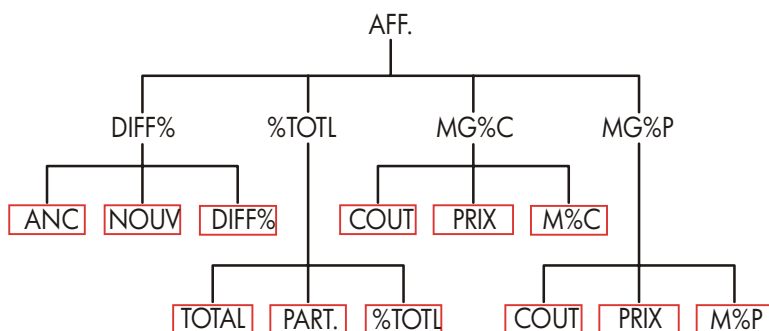 AFF.
DIFF% %TOTL MG%C MG%P
ANC NOUV DIFF% COUT PRIX M%C
TOTAL PART. %TOTL COUT PRIX M%P